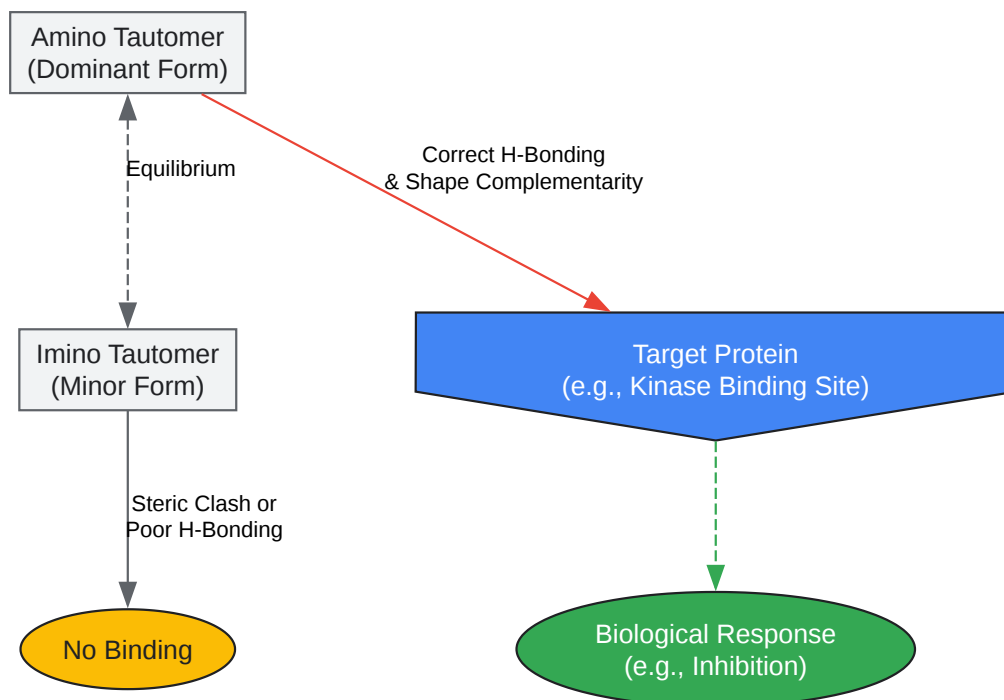 Amino Tautomer
(Dominant Form)
Equilibrium
Correct H-Bonding
& Shape Complementarity
Imino Tautomer
(Minor Form)
Target Protein
(e.g., Kinase Binding Site)
Steric Clash or
Poor H-Bonding
No Binding
Biological Response
(e.g., Inhibition)